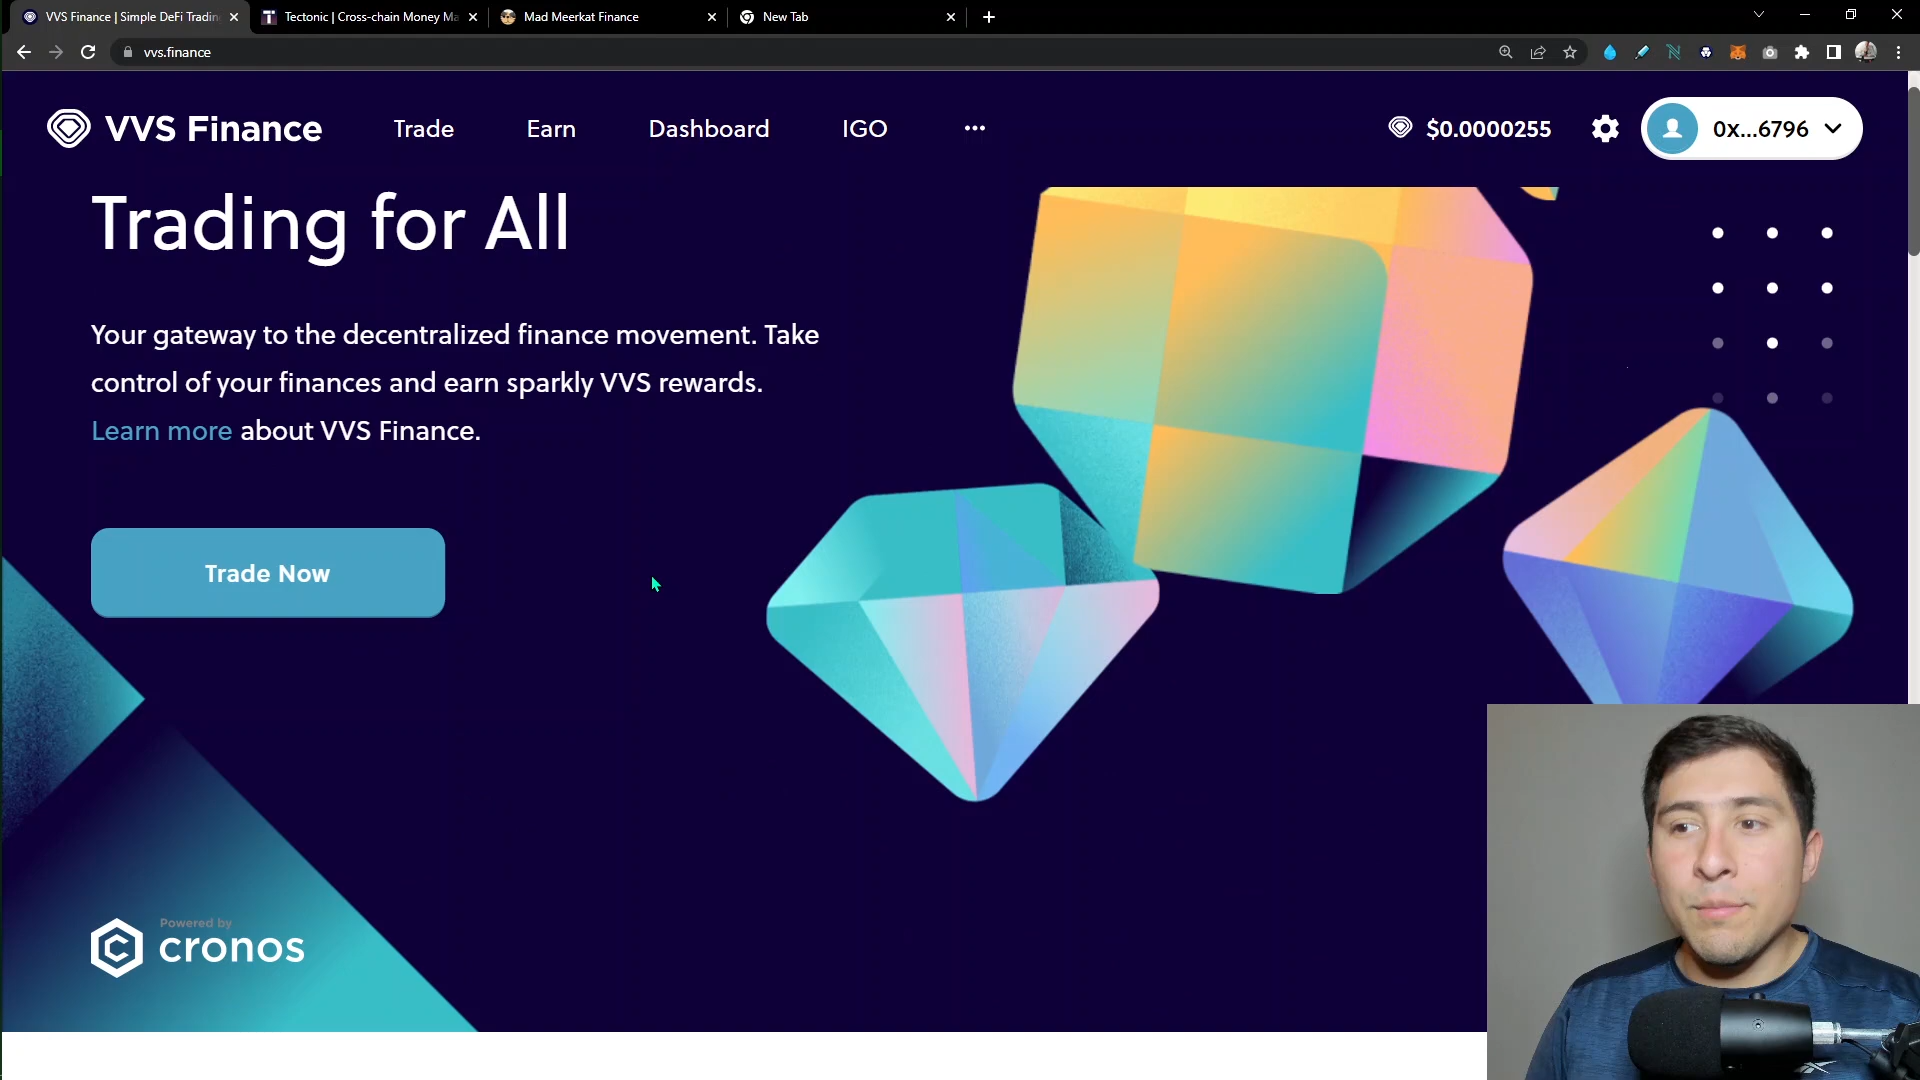 VVS Finance | Simple DeFi Trading
Tectonic | Cross-chain Money Ma
Mad Meerkat Finance
New Tab
vvs.finance
VVS Finance
Trade
Earn
Dashboard
IGO
$0.0000255
0x...6796
Trading for All
Your gateway to the decentralized finance movement. Take
control of your finances and earn sparkly VVS rewards.
Learn more about VVS Finance.
Trade Now
Powered by
cronos